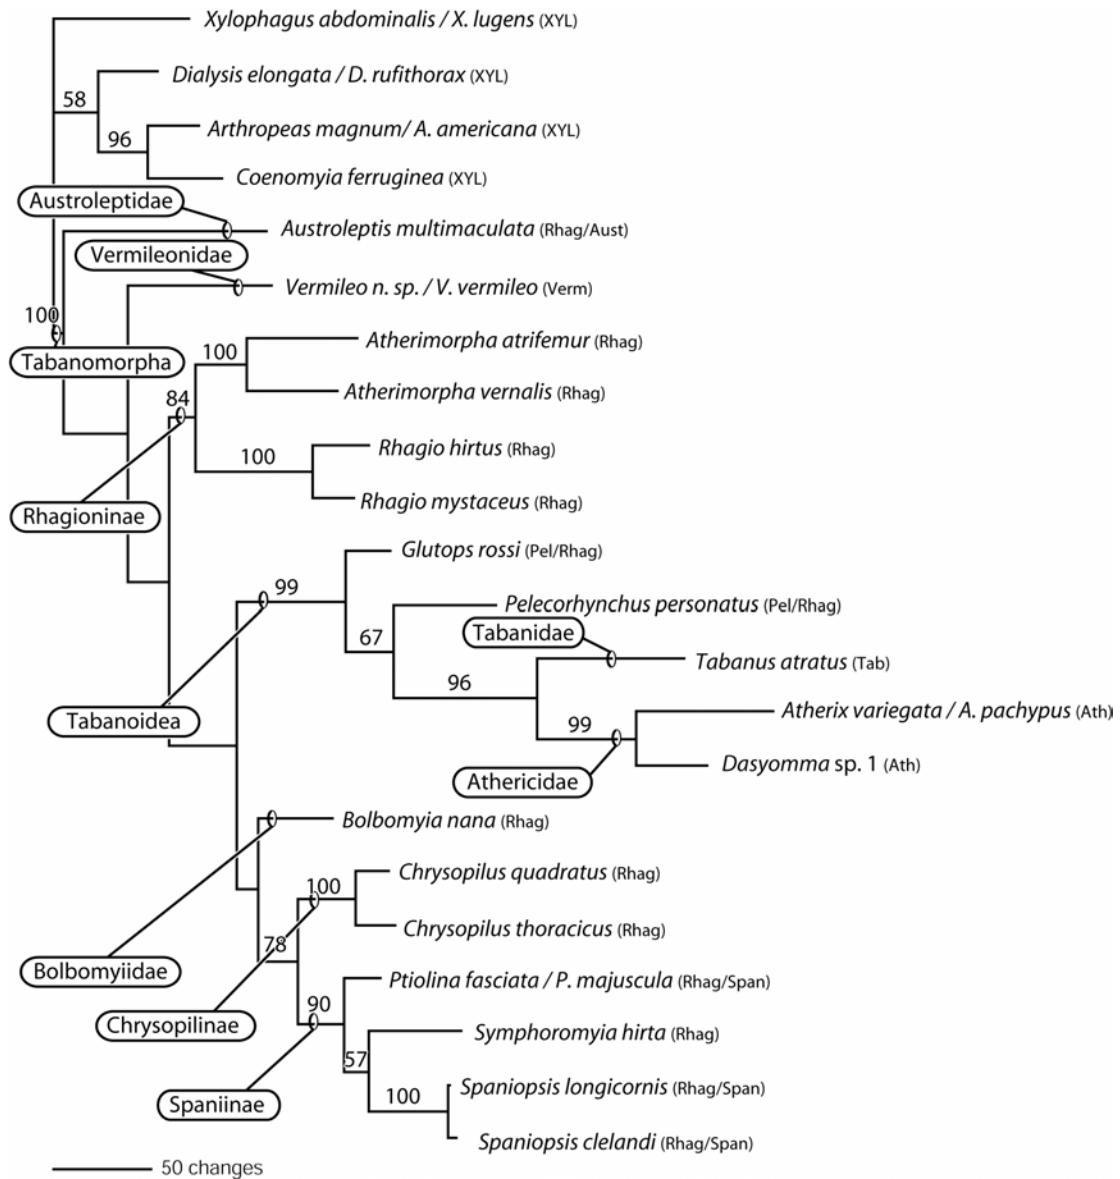 Xylophagus abdominalis / X. lugens (XYL)
Dialysis elongata / D. rufithorax (XYL)
58
Arthropeas magnum/ A. americana (XYL)
96
Coenomyia ferruginea (XYL)
Austroleptidae
Austroleptis multimaculata (Rhag/Aust)
Vermileonidae
Vermileo n. sp. / V. vermileo (Verm)
100
Atherimorpha atrifemur (Rhag)
100
Tabanomorpha
Atherimorpha vernalis (Rhag)
84
Rhagio hirtus (Rhag)
100
Rhagio mystaceus (Rhag)
Rhagioninae
Glutops rossi (Pel/Rhag)
99
Pelecorhynchus personatus (Pel/Rhag)
Tabanidae
67
Tabanus atratus (Tab)
96
Atherix variegata / A. pachypus (Ath)
Tabanoidea
99
Dasyomma sp. 1 (Ath)
Athericidae
Bolbomyia nana (Rhag)
Chrysopilus quadratus (Rhag)
100
Chrysopilus thoracicus (Rhag)
78
Bolbomyiidae
Ptiolina fasciata / P. majuscula (Rhag/Span)
90
Chrysopilinae
Symphoromyia hirta (Rhag)
57
Spaniopsis longicornis (Rhag/Span)
100
Spaniinae
Spaniopsis clelandi (Rhag/Span)
50 changes